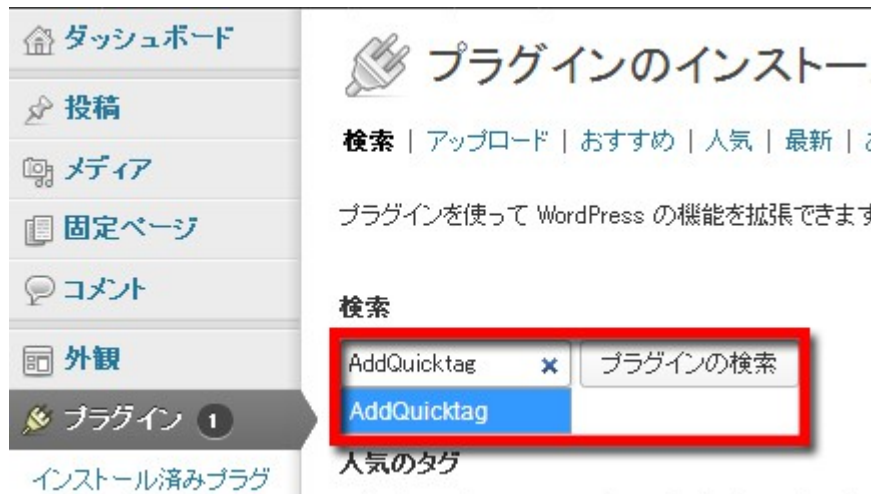 ダッシュボード
投稿
メディア
固定ページ
コメント
外観
プラグイン 1
インストール済みプラグ
プラグインのインストー
検索 | アップロード | おすすめ | 人気 | 最新 |
プラグインを使って WordPress の機能を拡張できます
検索
AddQuicktag × プラグインの検索
AddQuicktag
人気のタグ